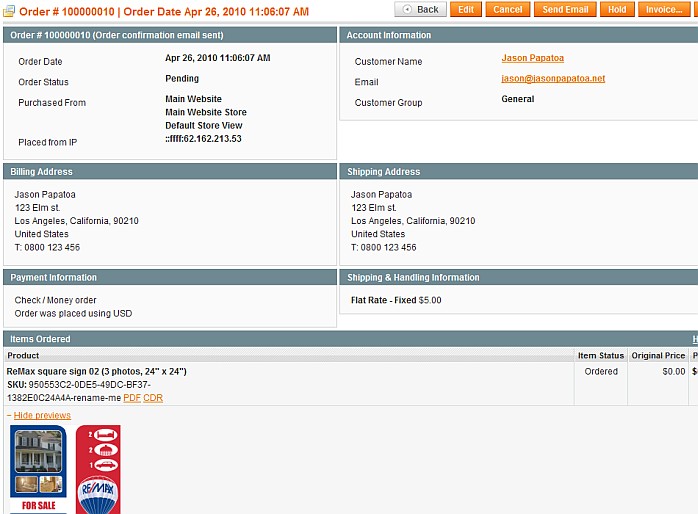 Order # 100000010 | Order Date Apr 26, 2010 11:06:07 AM
Back Edit Cancel Send Email Hold Invoice...
Order # 100000010 (Order confirmation email sent)
Order Date Apr 26, 2010 11:06:07 AM
Order Status Pending
Purchased From Main Website
Main Website Store
Default Store View
Placed from IP ::ffff:62.162.213.53
Account Information
Customer Name Jason Papatoa
Email jason@jasonpapatoa.net
Customer Group General
Billing Address
Jason Papatoa
123 Elm st.
Los Angeles, California, 90210
United States
T: 0800 123 456
Shipping Address
Jason Papatoa
123 Elm st.
Los Angeles, California, 90210
United States
T: 0800 123 456
Payment Information
Check / Money order
Order was placed using USD
Shipping & Handling Information
Flat Rate - Fixed $5.00
Items Ordered
Product Item Status Original Price
ReMax square sign 02 (3 photos, 24" x 24") Ordered $0.00
SKU: 950553C2-0DE5-49DC-BF37-
1382E0C24A4A-rename-me PDF CDR
− Hide previews
2
2
1
RE/MAX
FOR SALE